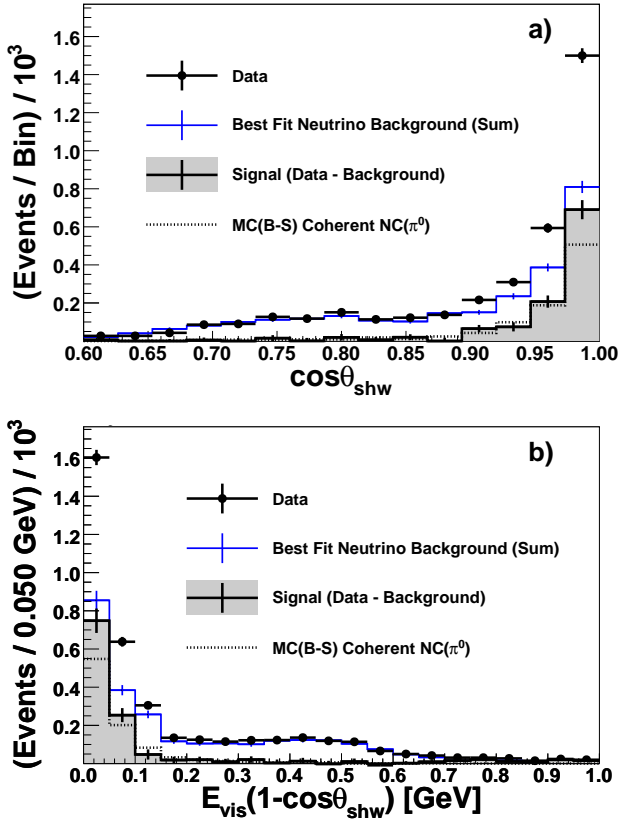 a)
(Events / Bin) / 10³
1.6
1.4
1.2
1.0
0.8
0.6
0.4
0.2
Data
Best Fit Neutrino Background (Sum)
Signal (Data - Background)
MC(B-S) Coherent NC(π⁰)
0.60 0.65 0.70 0.75 0.80 0.85 0.90 0.95 1.00
cosθshw
b)
(Events / 0.050 GeV) / 10³
1.6
1.4
1.2
1.0
0.8
0.6
0.4
0.2
Data
Best Fit Neutrino Background (Sum)
Signal (Data - Background)
MC(B-S) Coherent NC(π⁰)
0.0 0.1 0.2 0.3 0.4 0.5 0.6 0.7 0.8 0.9 1.0
Evis(1-cosθshw) [GeV]